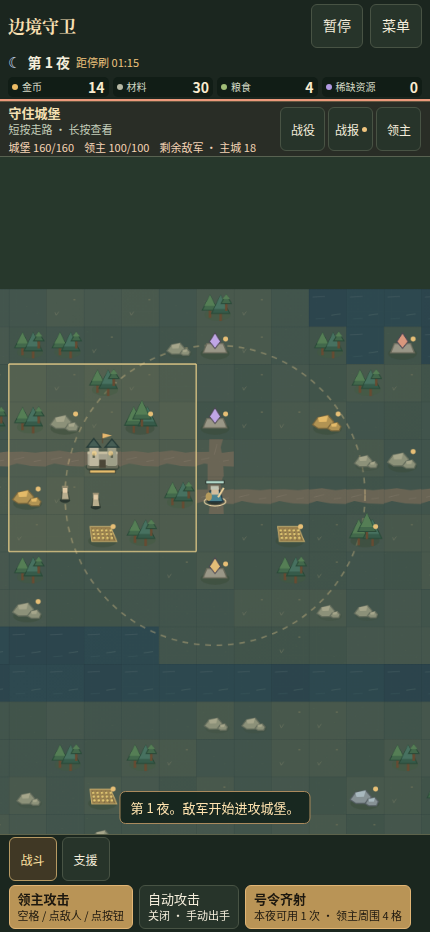 边境守卫
暂停
菜单
☾ 第 1 夜 距停刷 01:15
金币 14
材料 30
粮食 4
稀缺资源 0
守住城堡
短按走路 · 长按查看
城堡 160/160 领主 100/100 剩余敌军 · 主城 18
战役
战报
领主
第 1 夜。敌军开始进攻城堡。
战斗
支援
领主攻击
空格 / 点敌人 / 点按钮
自动攻击
关闭 · 手动出手
号令齐射
本夜可用 1 次 · 领主周围 4 格